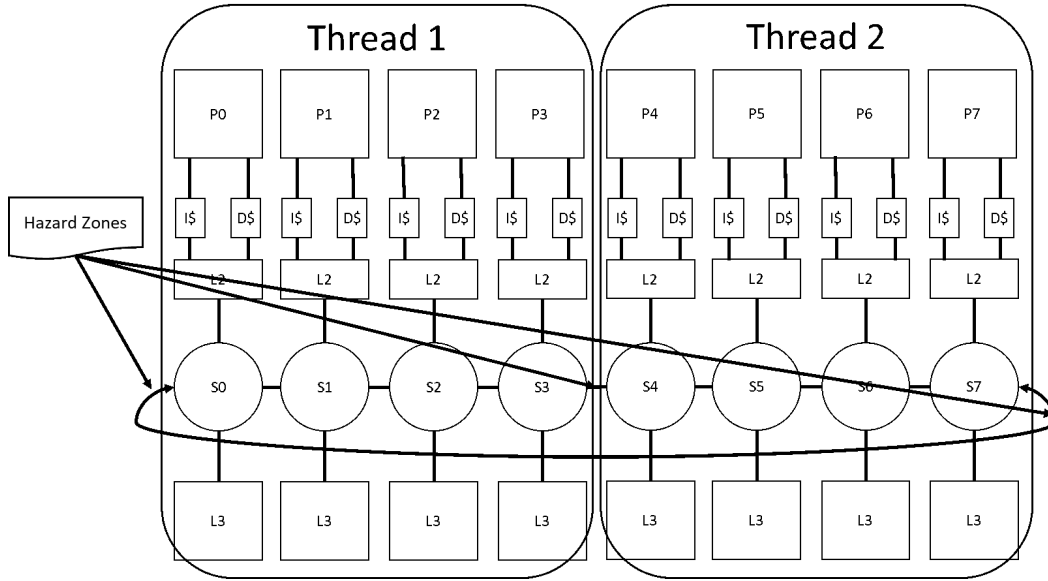 Thread 1
Thread 2
P0 P1 P2 P3 P4 P5 P6 P7
Hazard Zones
I$ D$ I$ D$ I$ D$ I$ D$ I$ D$ I$ D$ I$ D$ I$ D$
L2 L2 L2 L2 L2 L2 L2 L2
S0 S1 S2 S3 S4 S5 S6 S7
L3 L3 L3 L3 L3 L3 L3 L3